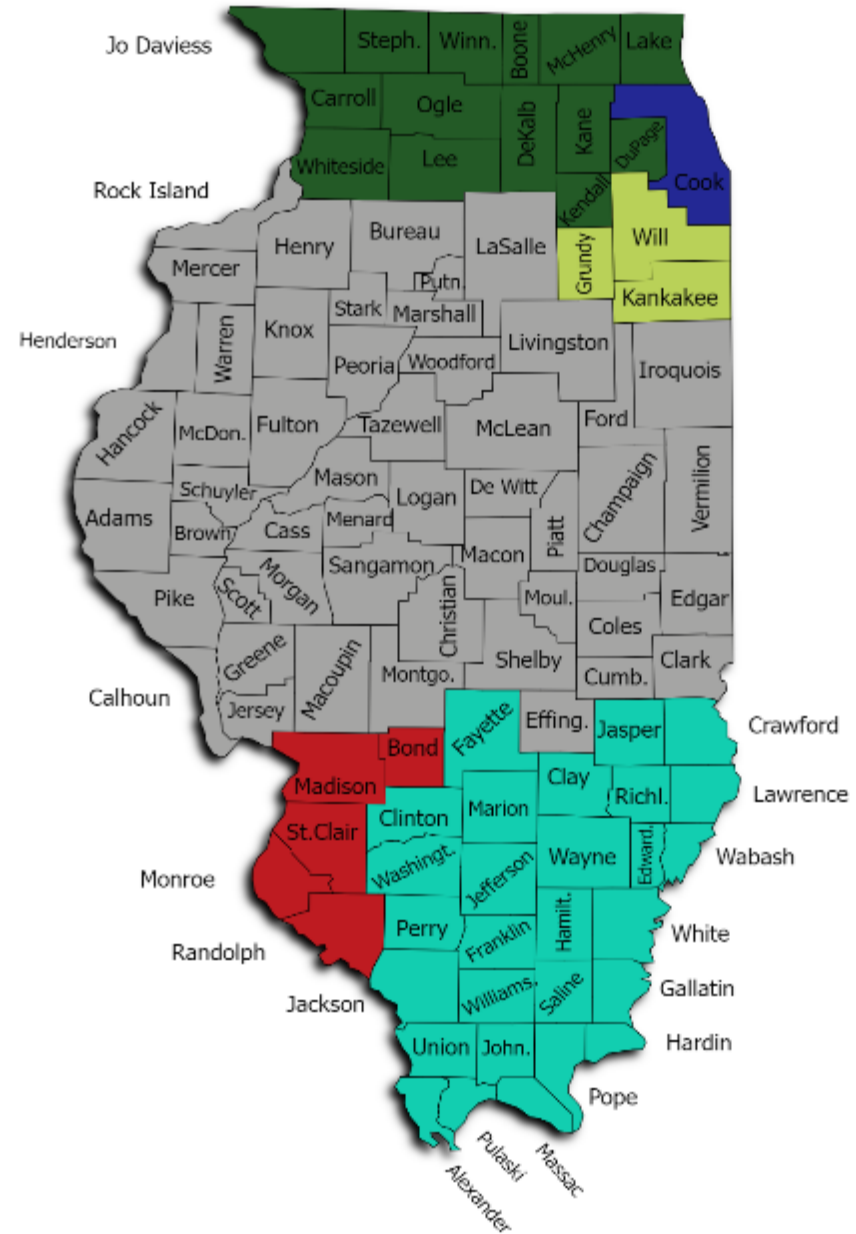 Jo Daviess
Steph.
Winn.
Boone
McHenry
Lake
Carroll
Ogle
DeKalb
Kane
DuPage
Cook
Whiteside
Lee
Kendall
Rock Island
Henry
Bureau
LaSalle
Grundy
Will
Mercer
Putn.
Kankakee
Stark
Marshall
Henderson
Warren
Knox
Peoria
Woodford
Livingston
Iroquois
Hancock
McDon.
Fulton
Tazewell
McLean
Ford
Schuyler
Mason
Logan
De Witt
Champaign
Vermilion
Adams
Brown
Cass
Menard
Piatt
Macon
Sangamon
Douglas
Pike
Scott
Morgan
Christian
Moul.
Edgar
Coles
Greene
Macoupin
Montgo.
Shelby
Cumb.
Clark
Calhoun
Jersey
Fayette
Effing.
Jasper
Crawford
Bond
Madison
Clay
Richl.
Lawrence
Marion
Clinton
St.Clair
Wayne
Edward.
Wabash
Washingt.
Jefferson
Monroe
Perry
Franklin
Hamilt.
White
Randolph
Jackson
Williams.
Saline
Gallatin
Union
John.
Hardin
Pope
Pulaski
Massac
Alexander